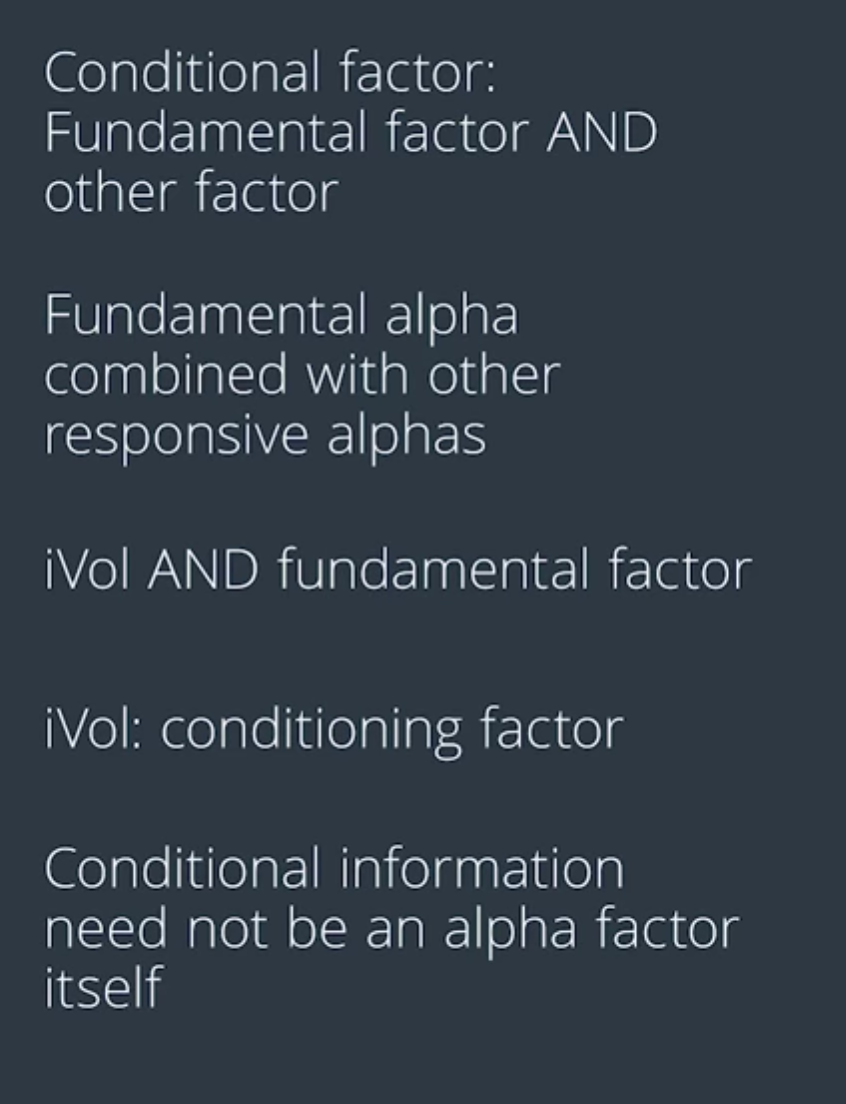 Conditional factor:
Fundamental factor AND
other factor
Fundamental alpha
combined with other
responsive alphas
iVol AND fundamental factor
iVol: conditioning factor
Conditional information
need not be an alpha factor
itself